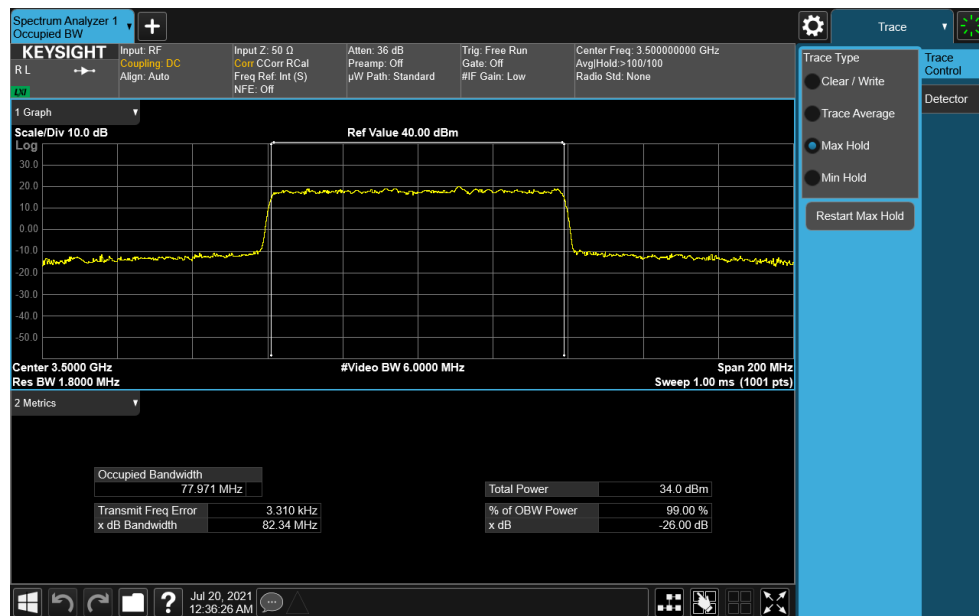 Spectrum Analyzer 1
Occupied BW
+
Trace
KEYSIGHT
R L
LXI
Input: RF
Coupling: DC
Align: Auto
Input Z: 50 Ω
Corr CCorr RCal
Freq Ref: Int (S)
NFE: Off
Atten: 36 dB
Preamp: Off
µW Path: Standard
Trig: Free Run
Gate: Off
#IF Gain: Low
Center Freq: 3.500000000 GHz
Avg|Hold:>100/100
Radio Std: None
Trace Type
Clear / Write
Trace Average
Max Hold
Min Hold
Restart Max Hold
Trace
Control
Detector
1 Graph
Scale/Div 10.0 dB
Ref Value 40.00 dBm
Log
30.0
20.0
10.0
0.00
-10.0
-20.0
-30.0
-40.0
-50.0
Center 3.5000 GHz
#Video BW 6.0000 MHz
Span 200 MHz
Res BW 1.8000 MHz
Sweep 1.00 ms (1001 pts)
2 Metrics
Occupied Bandwidth
77.971 MHz
Total Power 34.0 dBm
Transmit Freq Error 3.310 kHz
% of OBW Power 99.00 %
x dB Bandwidth 82.34 MHz
x dB -26.00 dB
?
Jul 20, 2021
12:36:26 AM